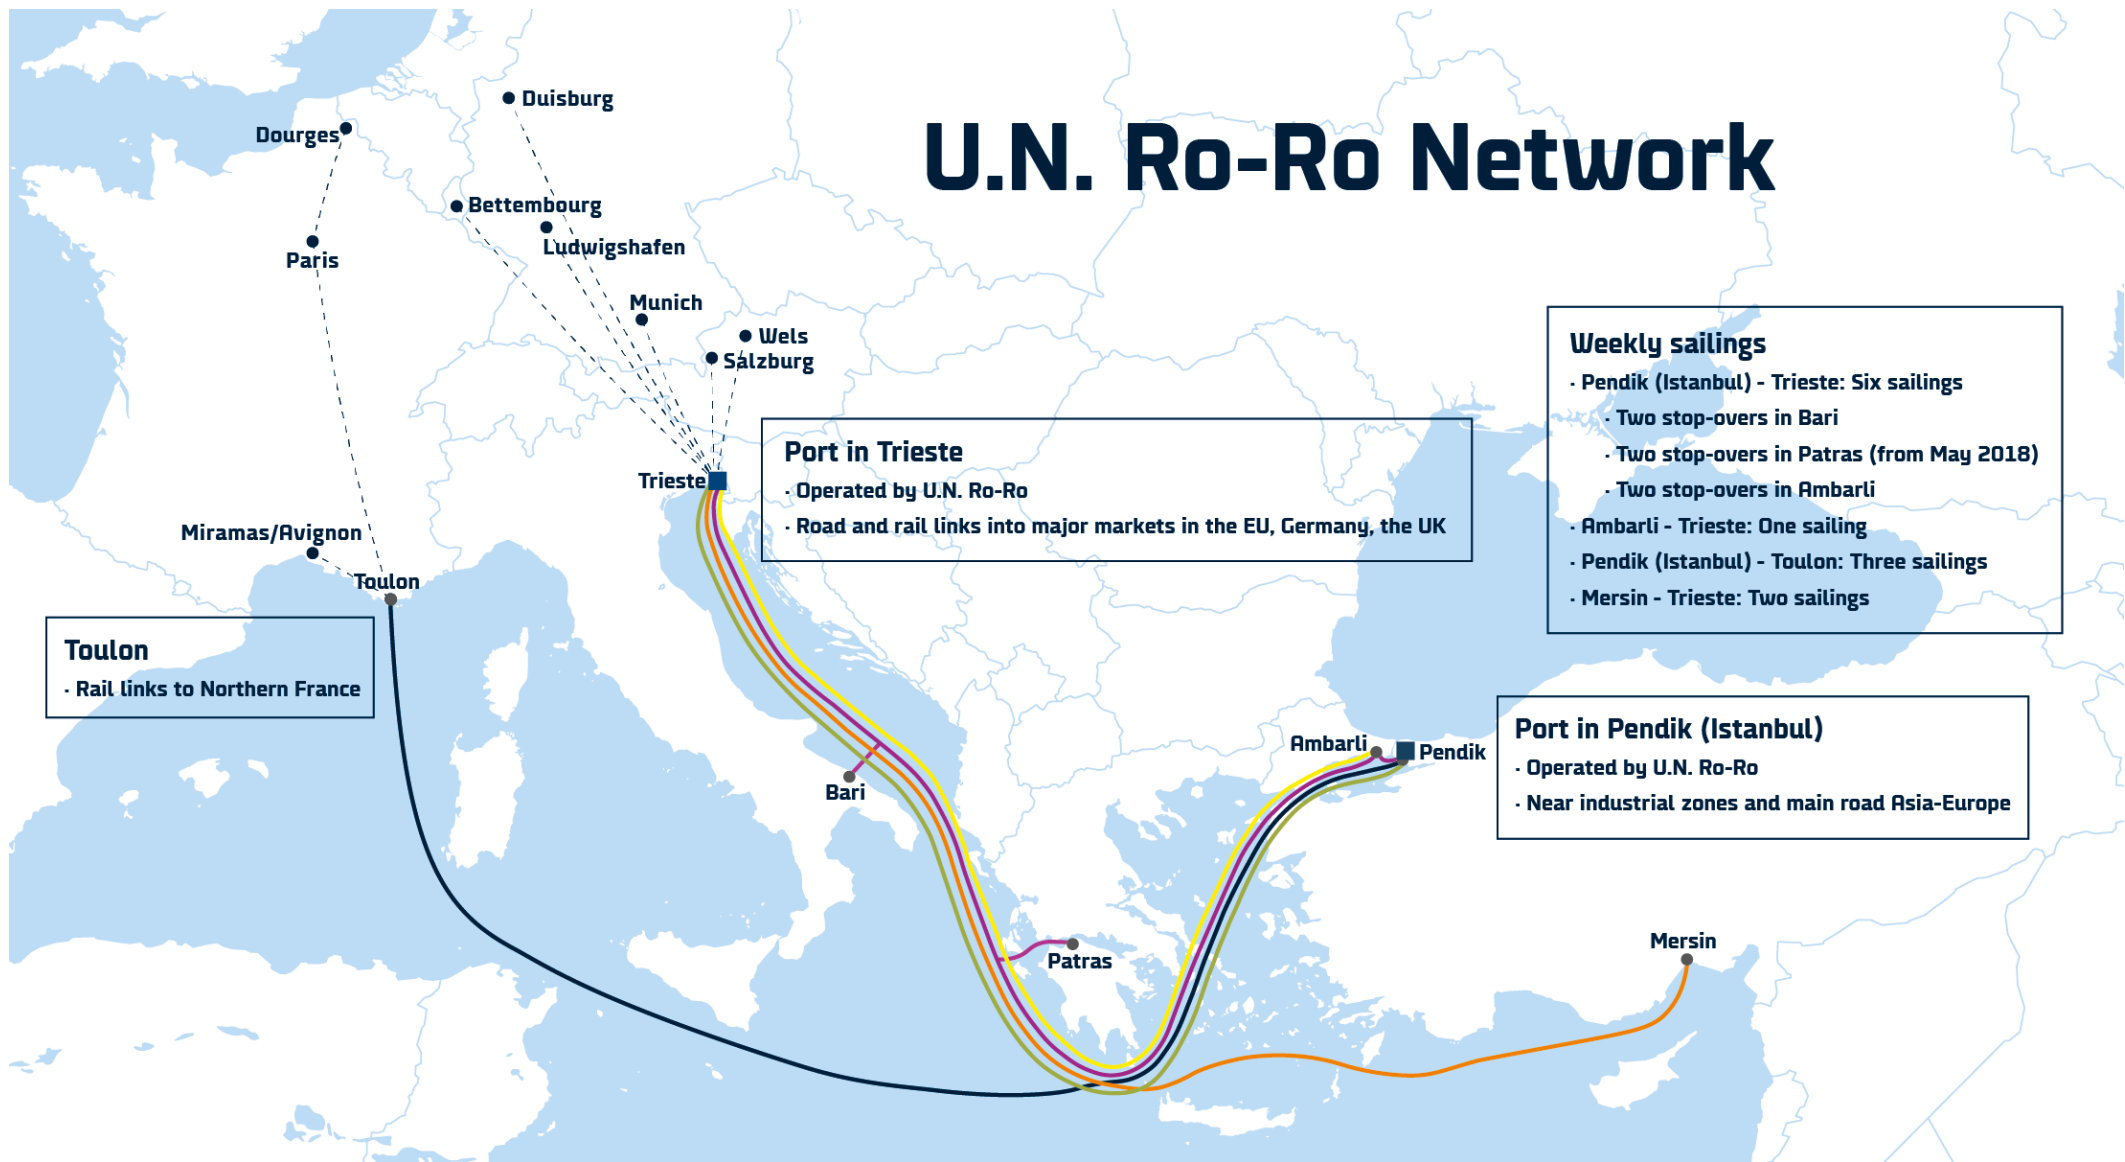 U.N. Ro-Ro Network
Duisburg
Dourges
Bettembourg
Ludwigshafen
Paris
Munich
Wels
Salzburg
Weekly sailings
· Pendik (Istanbul) - Trieste: Six sailings
· Two stop-overs in Bari
· Two stop-overs in Patras (from May 2018)
· Two stop-overs in Ambarli
· Ambarli - Trieste: One sailing
· Pendik (Istanbul) - Toulon: Three sailings
· Mersin - Trieste: Two sailings
Port in Trieste
· Operated by U.N. Ro-Ro
· Road and rail links into major markets in the EU, Germany, the UK
Trieste
Miramas/Avignon
Toulon
Toulon
· Rail links to Northern France
Port in Pendik (Istanbul)
· Operated by U.N. Ro-Ro
· Near industrial zones and main road Asia-Europe
Ambarli
Pendik
Bari
Patras
Mersin